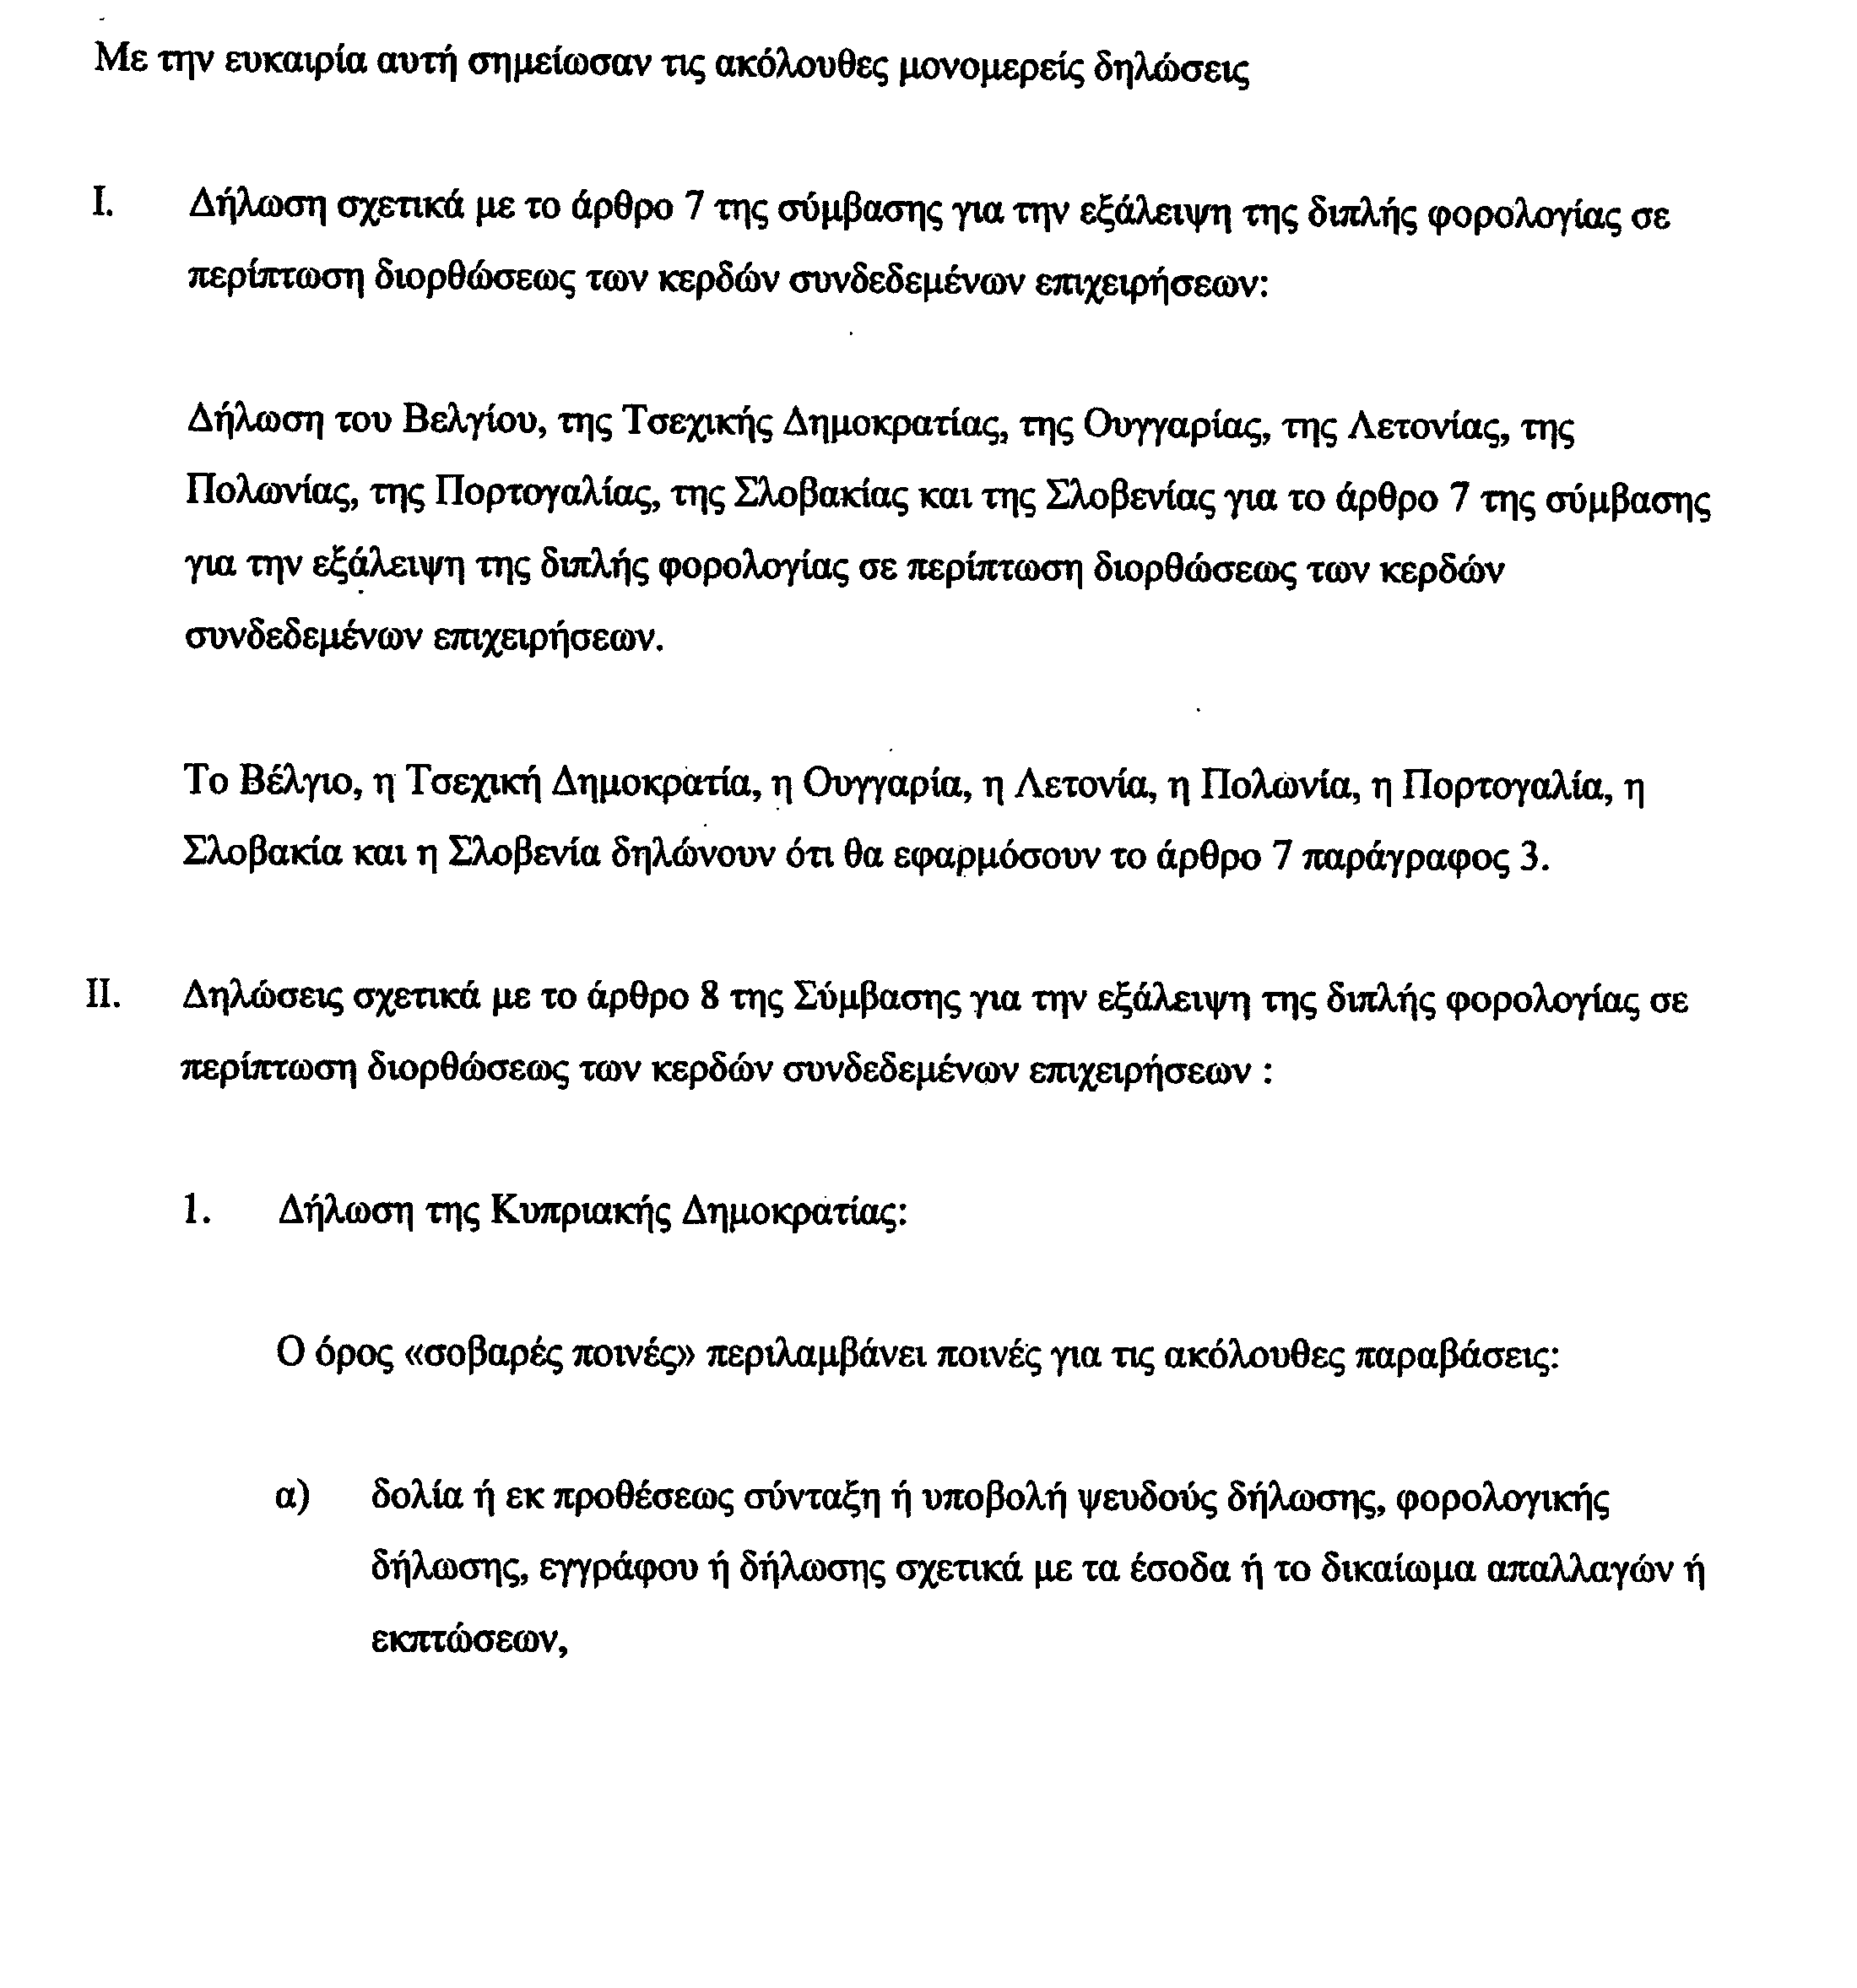 Με την ευκαιρία αυτή σημείωσαν τις ακόλουθες μονομερείς δηλώσεις
I. Δήλωση σχετικά με το άρθρο 7 της σύμβασης για την εξάλειψη της διπλής φορολογίας σε
περίπτωση διορθώσεως των κερδών συνδεδεμένων επιχειρήσεων:
Δήλωση του Βελγίου, της Τσεχικής Δημοκρατίας, της Ουγγαρίας, της Λετονίας, της
Πολωνίας, της Πορτογαλίας, της Σλοβακίας και της Σλοβενίας για το άρθρο 7 της σύμβασης
για την εξάλειψη της διπλής φορολογίας σε περίπτωση διορθώσεως των κερδών
συνδεδεμένων επιχειρήσεων.
Το Βέλγιο, η Τσεχική Δημοκρατία, η Ουγγαρία, η Λετονία, η Πολωνία, η Πορτογαλία, η
Σλοβακία και η Σλοβενία δηλώνουν ότι θα εφαρμόσουν το άρθρο 7 παράγραφος 3.
II. Δηλώσεις σχετικά με το άρθρο 8 της Σύμβασης για την εξάλειψη της διπλής φορολογίας σε
περίπτωση διορθώσεως των κερδών συνδεδεμένων επιχειρήσεων :
1. Δήλωση της Κυπριακής Δημοκρατίας:
Ο όρος «σοβαρές ποινές» περιλαμβάνει ποινές για τις ακόλουθες παραβάσεις:
α) δολία ή εκ προθέσεως σύνταξη ή υποβολή ψευδούς δήλωσης, φορολογικής
δήλωσης, εγγράφου ή δήλωσης σχετικά με τα έσοδα ή το δικαίωμα απαλλαγών ή
εκπτώσεων,